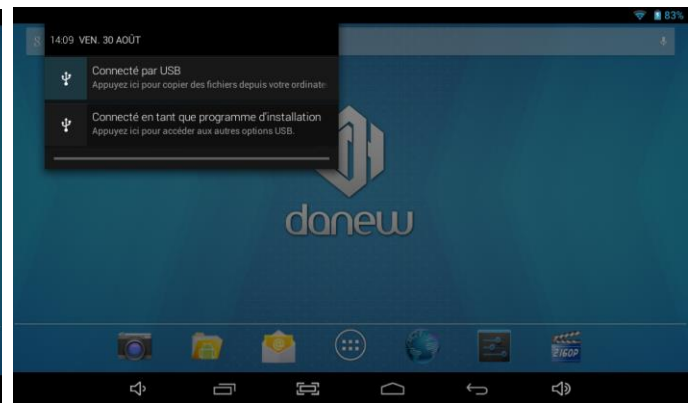 83%
14:09 VEN. 30 AOÛT
Connecté par USB
Appuyez ici pour copier des fichiers depuis votre ordinate
Connecté en tant que programme d'installation
Appuyez ici pour accéder aux autres options USB.
danew
2160P